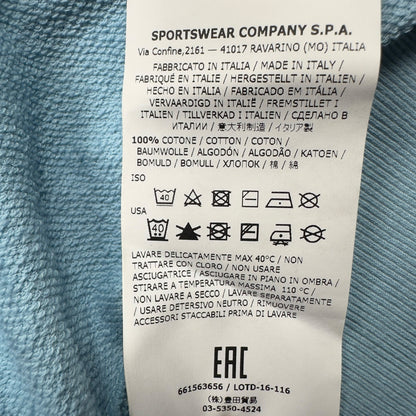 SPORTSWEAR COMPANY S.P.A.
Via Confine,2161 — 41017 RAVARINO (MO) ITALIA
FABBRICATO IN ITALIA / MADE IN ITALY /
FABRIQUÉ EN ITALIE / HERGESTELLT IN ITALIEN /
HECHO EN ITALIA / FABRICADO EM ITÁLIA /
VERVAARDIGD IN ITALIË / FREMSTILLET I
ITALIEN / TILLVERKAD I ITALIEN / СДЕЛАНО В
ИТАЛИИ / 意大利制造 / イタリア製
100% COTONE / COTTON / COTON /
BAUMWOLLE / ALGODÓN / ALGODÃO / KATOEN /
BOMULD / BOMULL / ХЛОПОК / 棉 / 綿
ISO
40
USA
40
LAVARE DELICATAMENTE MAX 40°C / NON
TRATTARE CON CLORO / NON USARE
ASCIUGATRICE / ASCIUGARE IN PIANO IN OMBRA /
STIRARE A TEMPERATURA MASSIMA 110 °C /
NON LAVARE A SECCO / LAVARE SEPARATAMENTE
/ USARE DETERSIVO NEUTRO / RIMUOVERE
ACCESSORI STACCABILI PRIMA DI LAVARE
EAC
661563656 / LOTD-16-116
(株)豊田貿易
03-5350-4524